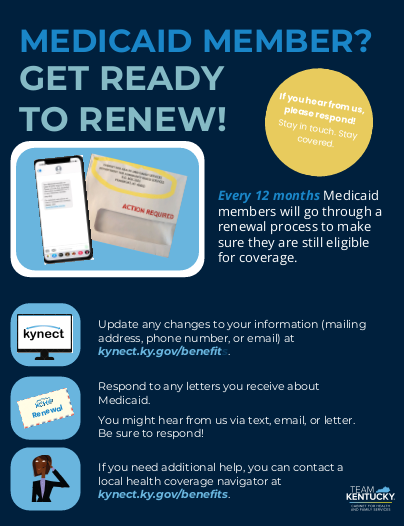 MEDICAID MEMBER?
GET READY
TO RENEW!
If you hear from us,
please respond!
Stay in touch. Stay
covered.
ACTION REQUIRED
Every 12 months Medicaid
members will go through a
renewal process to make
sure they are still eligible
for coverage.
kynect
Update any changes to your information (mailing
address, phone number, or email) at
kynect.ky.gov/benefits.
Renewal
Respond to any letters you receive about
Medicaid.
You might hear from us via text, email, or letter.
Be sure to respond!
If you need additional help, you can contact a
local health coverage navigator at
kynect.ky.gov/benefits.
TEAM
KENTUCKY
CABINET FOR HEALTH
AND FAMILY SERVICES